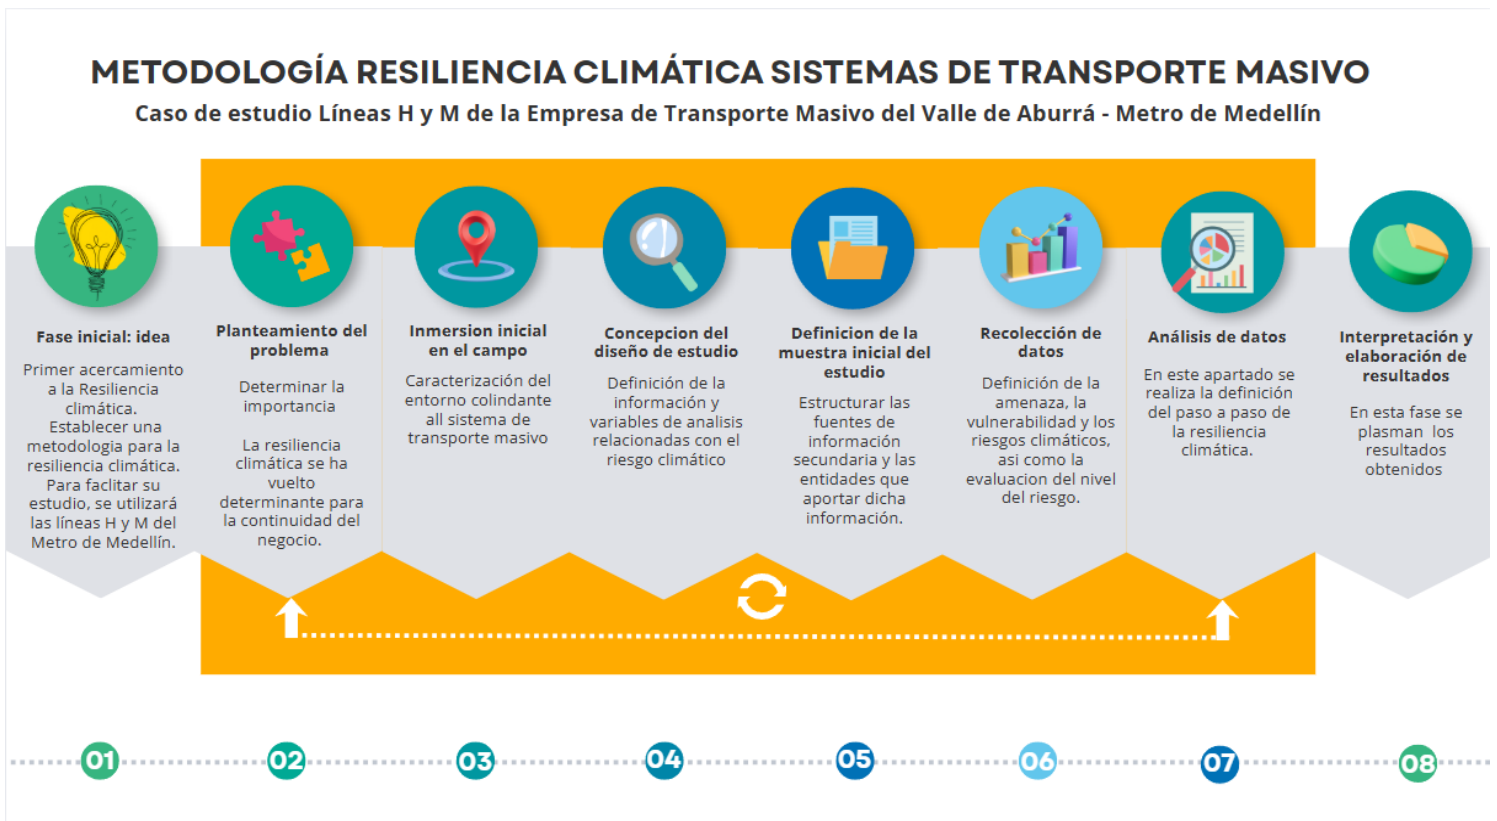 METODOLOGÍA RESILIENCIA CLIMÁTICA SISTEMAS DE TRANSPORTE MASIVO
Caso de estudio Líneas H y M de la Empresa de Transporte Masivo del Valle de Aburrá - Metro de Medellín
Fase inicial: idea
Primer acercamiento
a la Resiliencia
climática.
Establecer una
metodologia para la
resiliencia climática.
Para faclitar su
estudio, se utilizará
las líneas H y M del
Metro de Medellín.
Planteamiento del
problema
Determinar la
importancia
La resiliencia
climática se ha
vuelto
determinante para
la continuidad del
negocio.
Inmersion inicial
en el campo
Caracterización del
entorno colindante
all sistema de
transporte masivo
Concepcion del
diseño de estudio
Definición de la
información y
variables de analisis
relacionadas con el
riesgo climático
Definicion de la
muestra inicial del
estudio
Estructurar las
fuentes de
información
secundaria y las
entidades que
aportar dicha
información.
Recolección de
datos
Definición de la
amenaza, la
vulnerabilidad y los
riesgos climáticos,
asi como la
evaluacion del nivel
del riesgo.
Análisis de datos
En este apartado se
realiza la definición
del paso a paso de
la resiliencia
climática.
Interpretación y
elaboración de
resultados
En esta fase se
plasman los
resultados
obtenidos
01
02
03
04
05
06
07
08